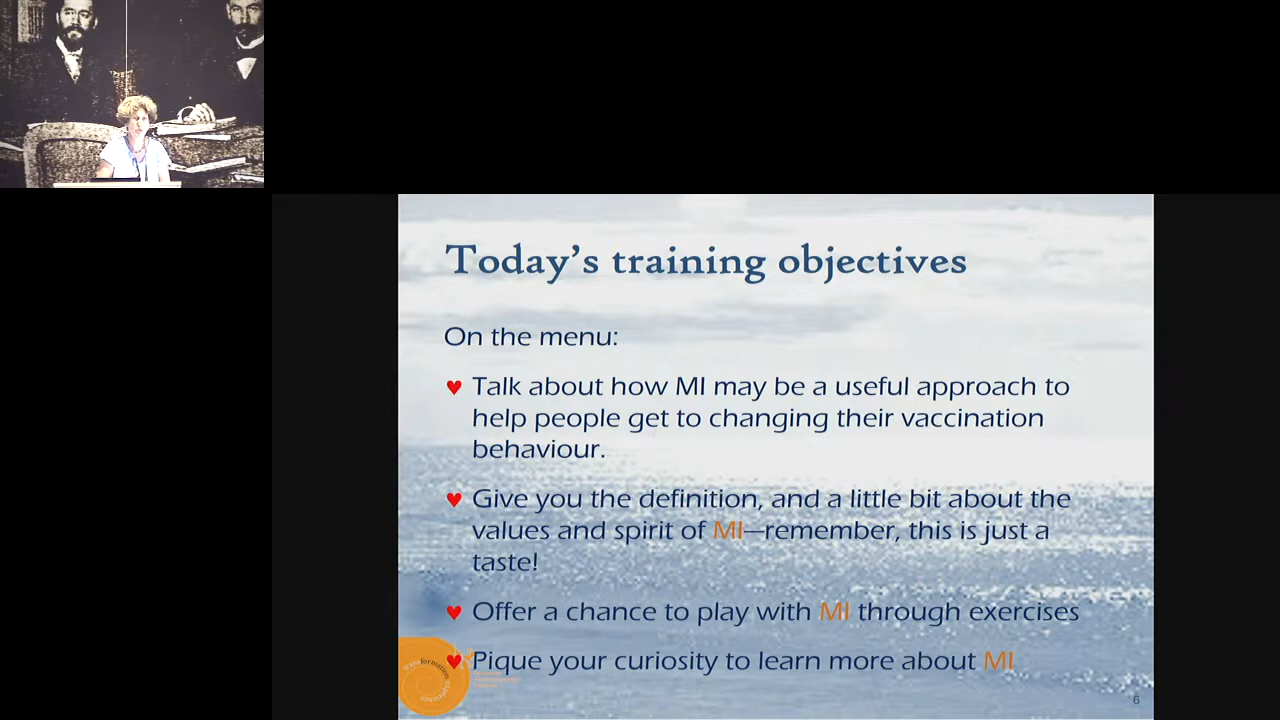 Today's training objectives
On the menu:
Talk about how MI may be a useful approach to
help people get to changing their vaccination
behaviour.
Give you the definition, and a little bit about the
values and spirit of MI—remember, this is just a
taste!
Offer a chance to play with MI through exercises
Pique your curiosity to learn more about MI
6